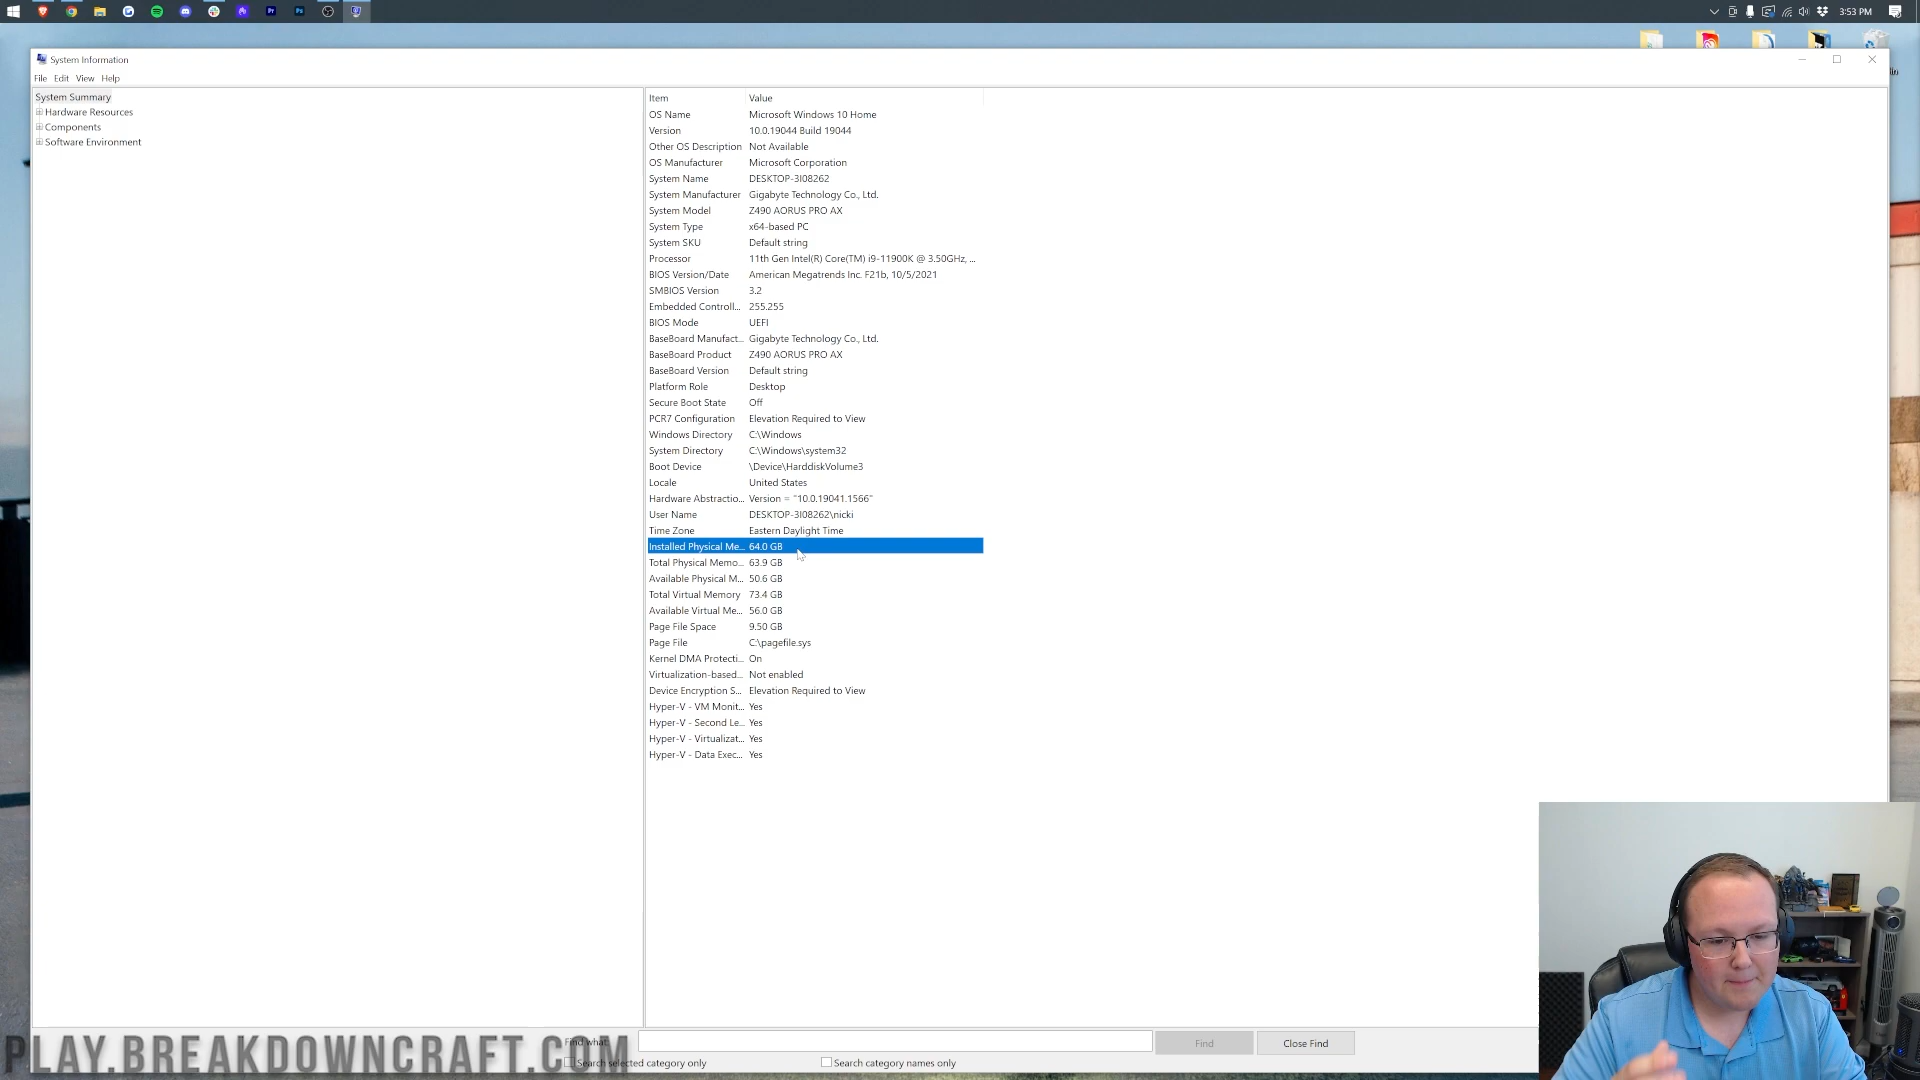 3:53 PM
System Information
File Edit View Help
System Summary
Hardware Resources
Components
Software Environment
Item Value
OS Name Microsoft Windows 10 Home
Version 10.0.19044 Build 19044
Other OS Description Not Available
OS Manufacturer Microsoft Corporation
System Name DESKTOP-3I08262
System Manufacturer Gigabyte Technology Co., Ltd.
System Model Z490 AORUS PRO AX
System Type x64-based PC
System SKU Default string
Processor 11th Gen Intel(R) Core(TM) i9-11900K @ 3.50GHz, ...
BIOS Version/Date American Megatrends Inc. F21b, 10/5/2021
SMBIOS Version 3.2
Embedded Controll... 255.255
BIOS Mode UEFI
BaseBoard Manufact... Gigabyte Technology Co., Ltd.
BaseBoard Product Z490 AORUS PRO AX
BaseBoard Version Default string
Platform Role Desktop
Secure Boot State Off
PCR7 Configuration Elevation Required to View
Windows Directory C:\Windows
System Directory C:\Windows\system32
Boot Device \Device\HarddiskVolume3
Locale United States
Hardware Abstractio... Version = "10.0.19041.1566"
User Name DESKTOP-3I08262\nicki
Time Zone Eastern Daylight Time
Installed Physical Me... 64.0 GB
Total Physical Memo... 63.9 GB
Available Physical M... 50.6 GB
Total Virtual Memory 73.4 GB
Available Virtual Me... 56.0 GB
Page File Space 9.50 GB
Page File C:\pagefile.sys
Kernel DMA Protecti... On
Virtualization-based... Not enabled
Device Encryption S... Elevation Required to View
Hyper-V - VM Monit... Yes
Hyper-V - Second Le... Yes
Hyper-V - Virtualizat... Yes
Hyper-V - Data Exec... Yes
Find what:
Find
Close Find
Search selected category only
Search category names only
PLAY.BREAKDOWNCRAFT.COM